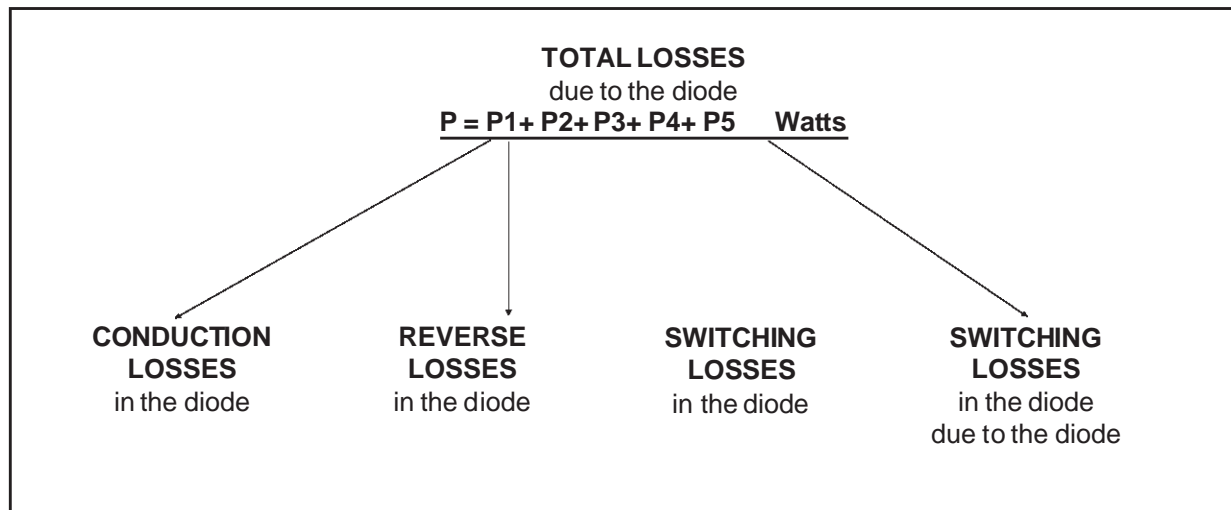 TOTAL LOSSES
due to the diode
P = P1+ P2+ P3+ P4+ P5 Watts
CONDUCTION
LOSSES
in the diode
REVERSE
LOSSES
in the diode
SWITCHING
LOSSES
in the diode
SWITCHING
LOSSES
in the diode
due to the diode